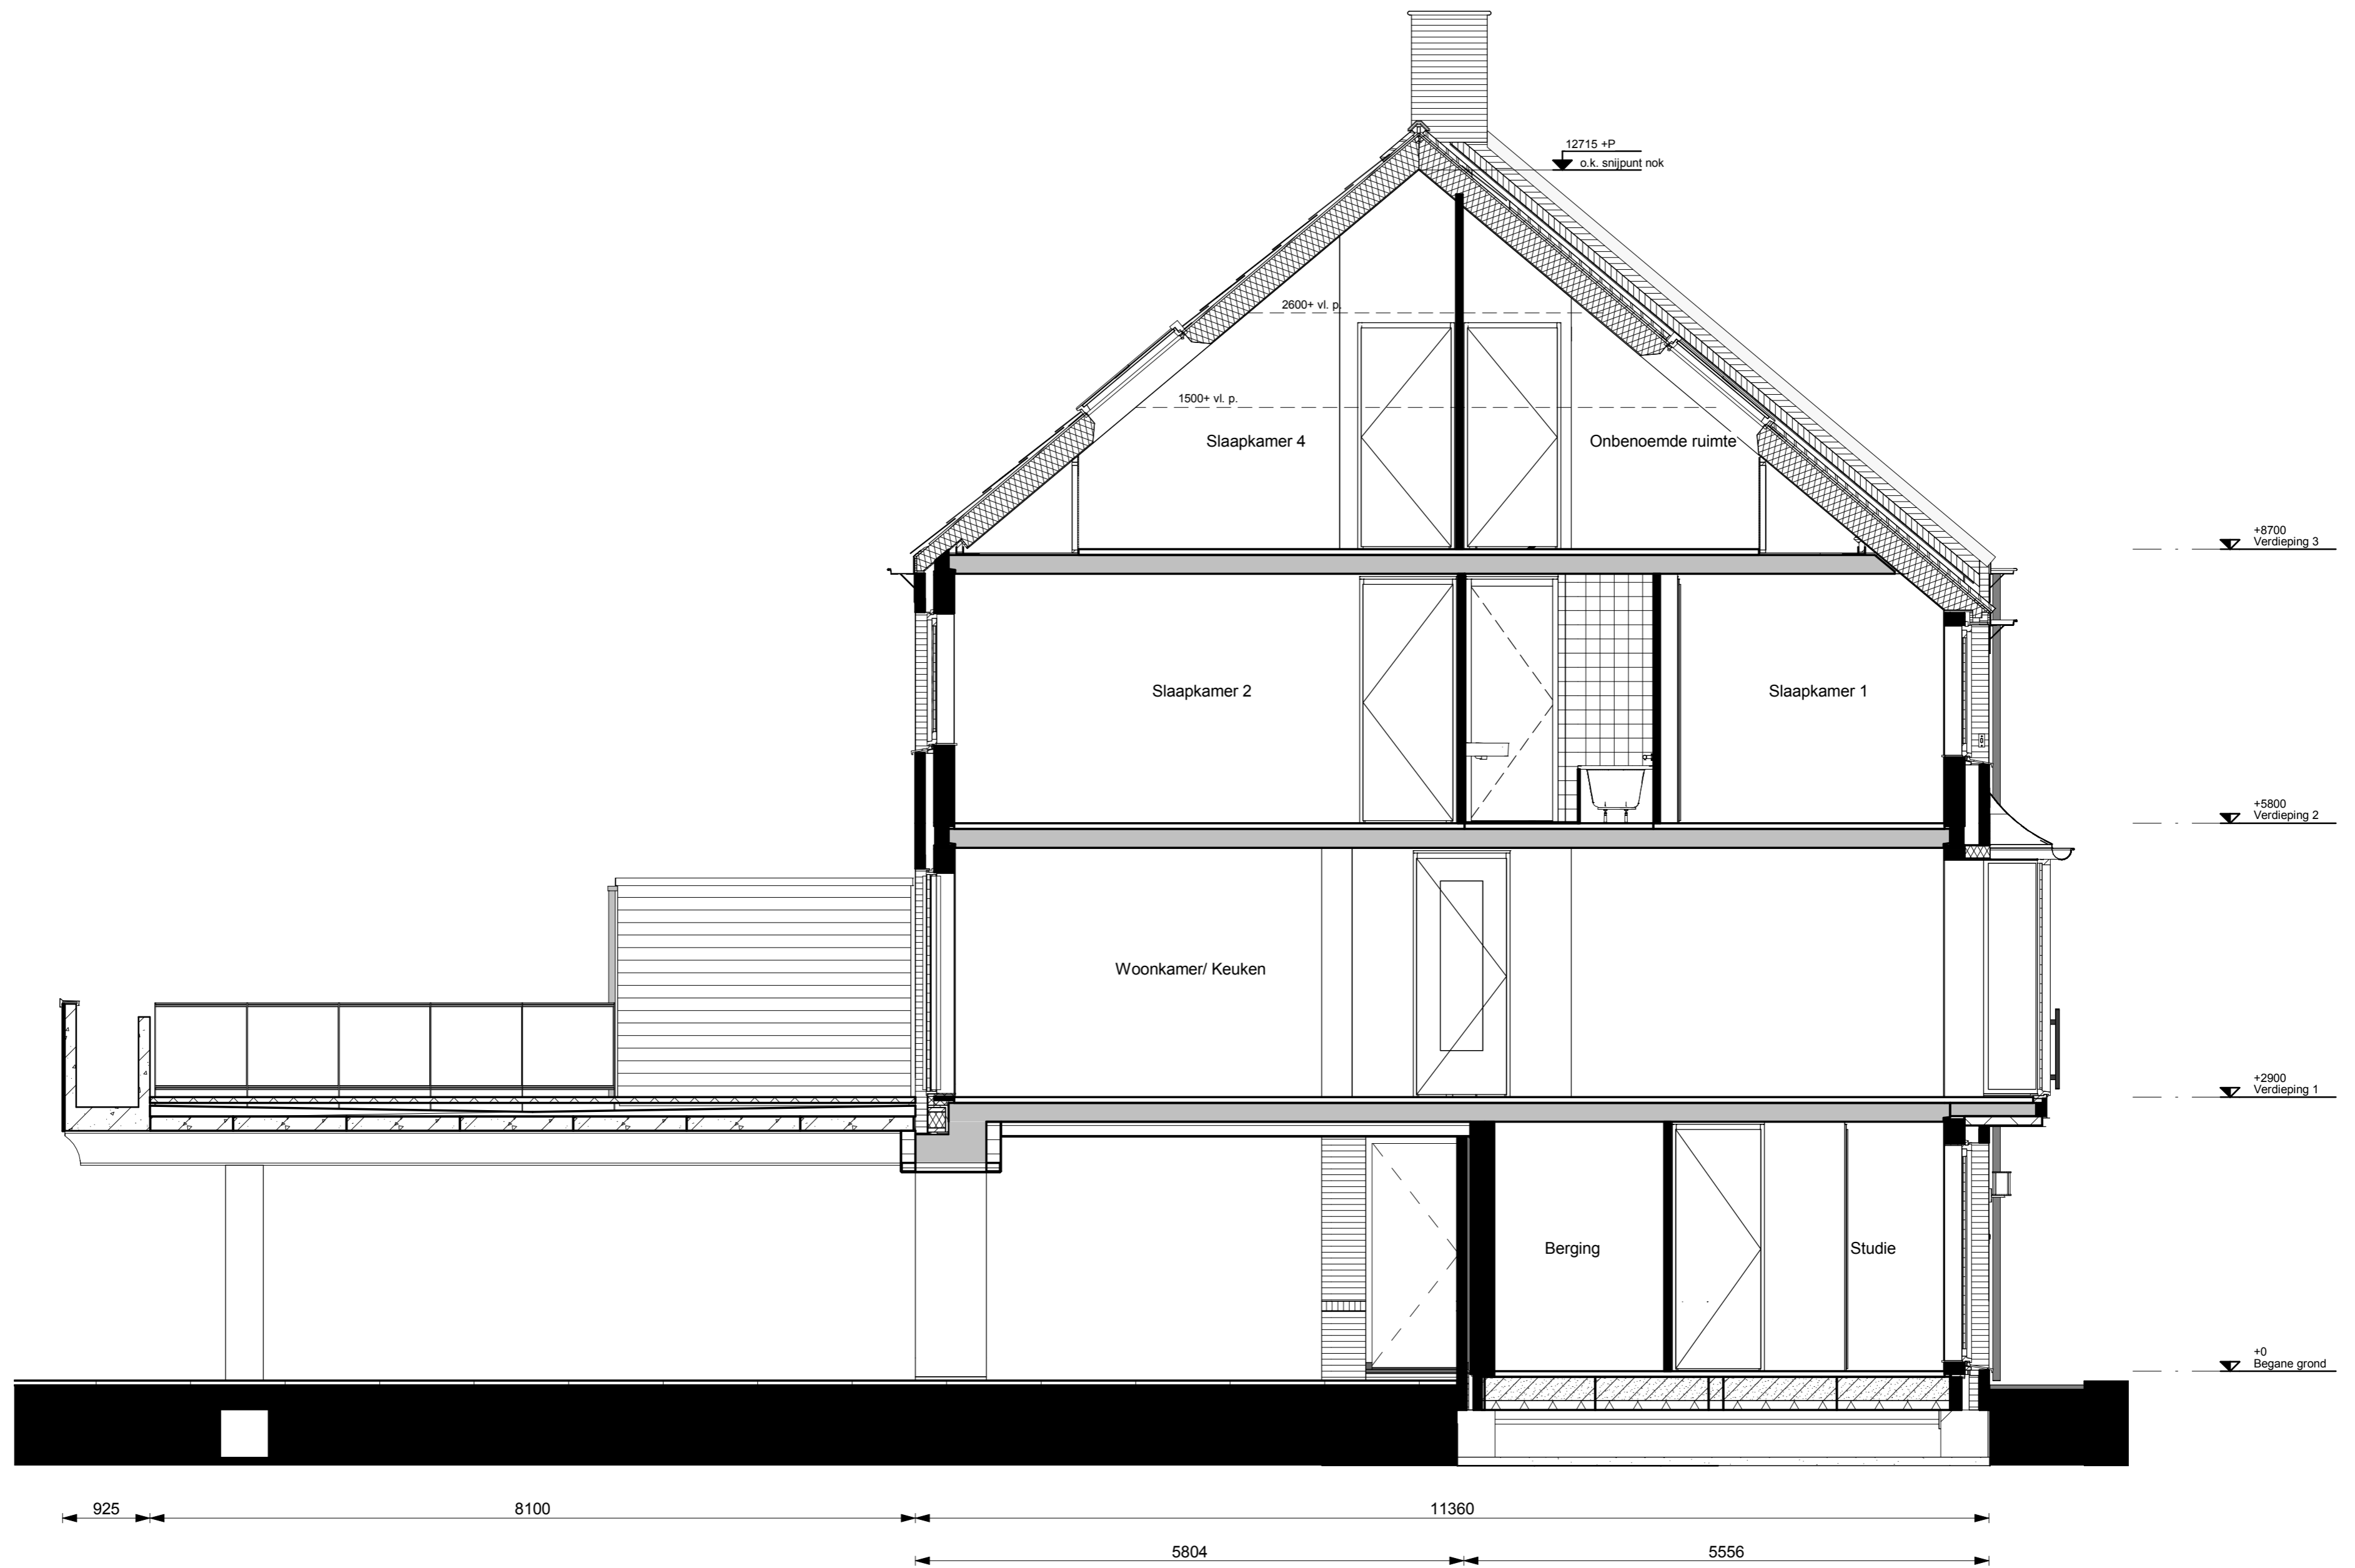 12715 +P
o.k. snijpunt nok
2600+ vl. p.
1500+ vl. p.
Slaapkamer 4
Onbenoemde ruimte
+8700
Verdieping 3
Slaapkamer 2
Slaapkamer 1
+5800
Verdieping 2
Woonkamer/ Keuken
+2900
Verdieping 1
Berging
Studie
+0
Begane grond
925
8100
11360
5804
5556